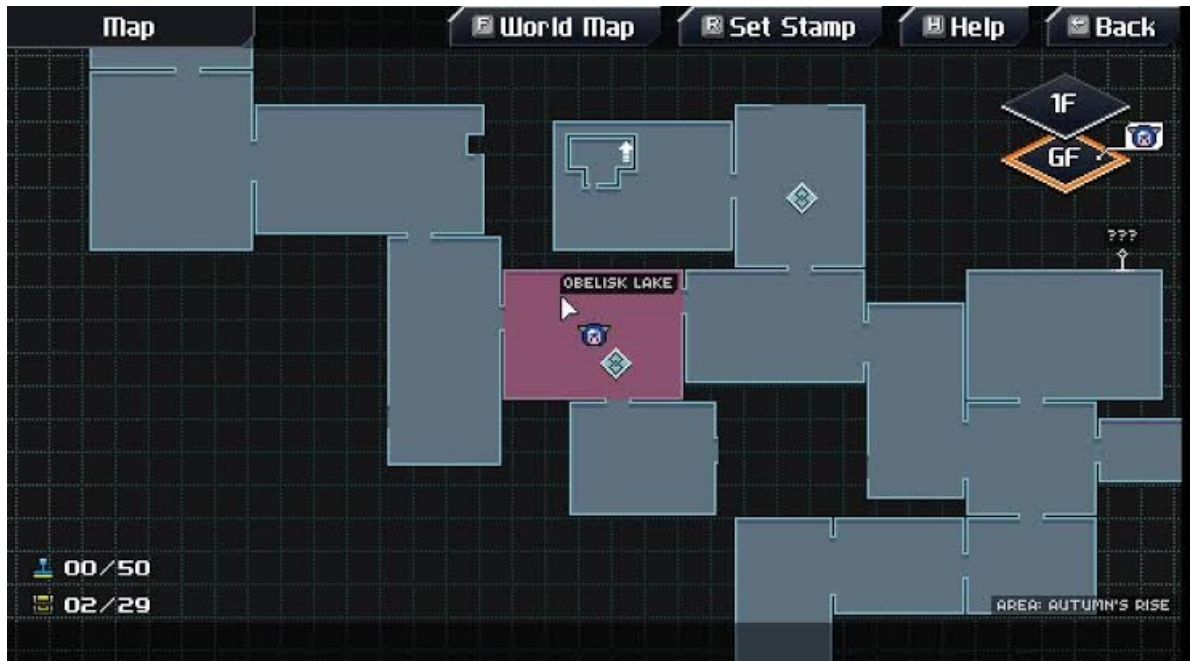 Map
F World Map
R Set Stamp
H Help
Back
1F
GF
???
OBELISK LAKE
00/50
02/29
AREA: AUTUMN'S RISE